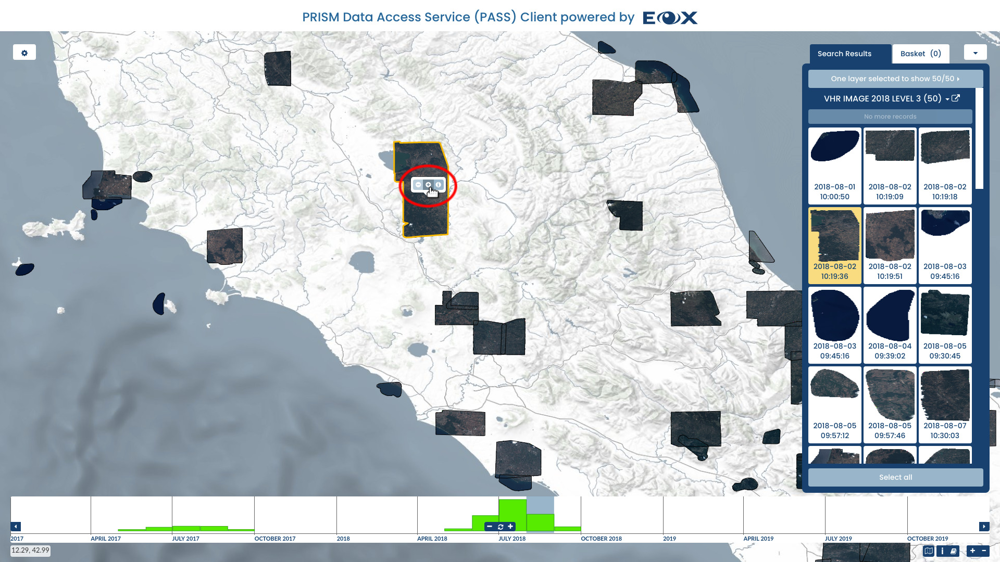 PRISM Data Access Service (PASS) Client powered by EOX
Search Results
Basket (0)
One layer selected to show 50/50
VHR IMAGE 2018 LEVEL 3 (50)
No more records
2018-08-01 10:00:50
2018-08-02 10:19:09
2018-08-02 10:19:18
2018-08-02 10:19:36
2018-08-02 10:19:51
2018-08-03 09:45:16
2018-08-03 09:45:16
2018-08-04 09:39:02
2018-08-05 09:30:45
2018-08-05 09:57:12
2018-08-05 09:57:46
2018-08-07 10:30:03
Select all
2017
APRIL 2017
JULY 2017
OCTOBER 2017
2018
APRIL 2018
JULY 2018
OCTOBER 2018
2019
APRIL 2019
JULY 2019
OCTOBER 2019
12.29, 42.99